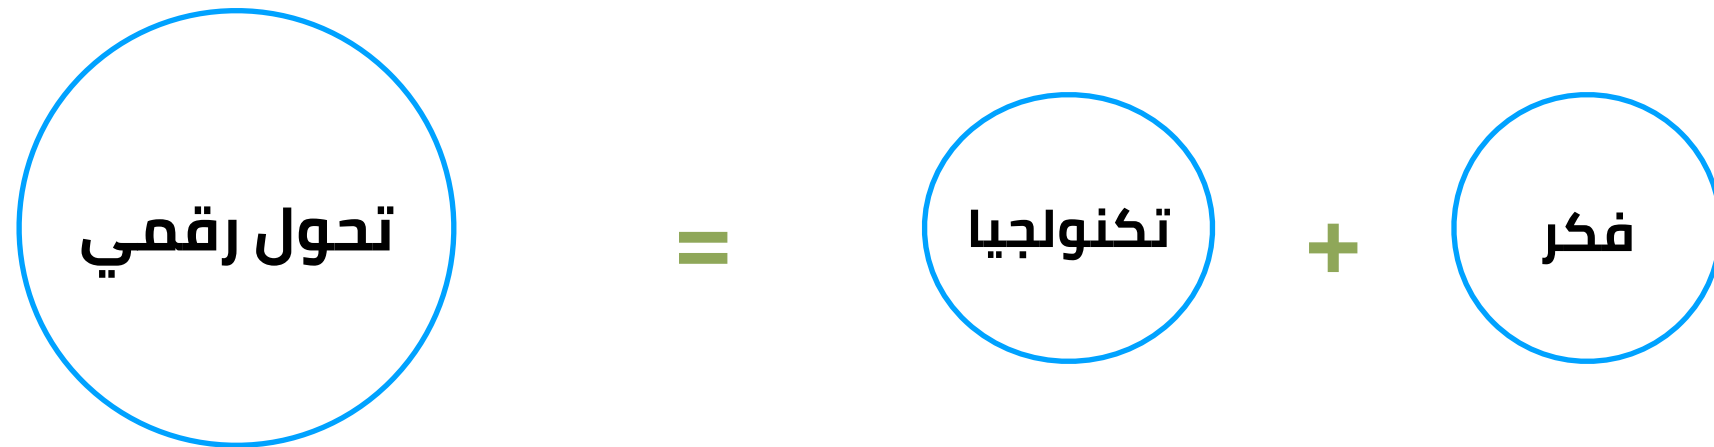 فكر + تكنولجيا = تحول رقمي